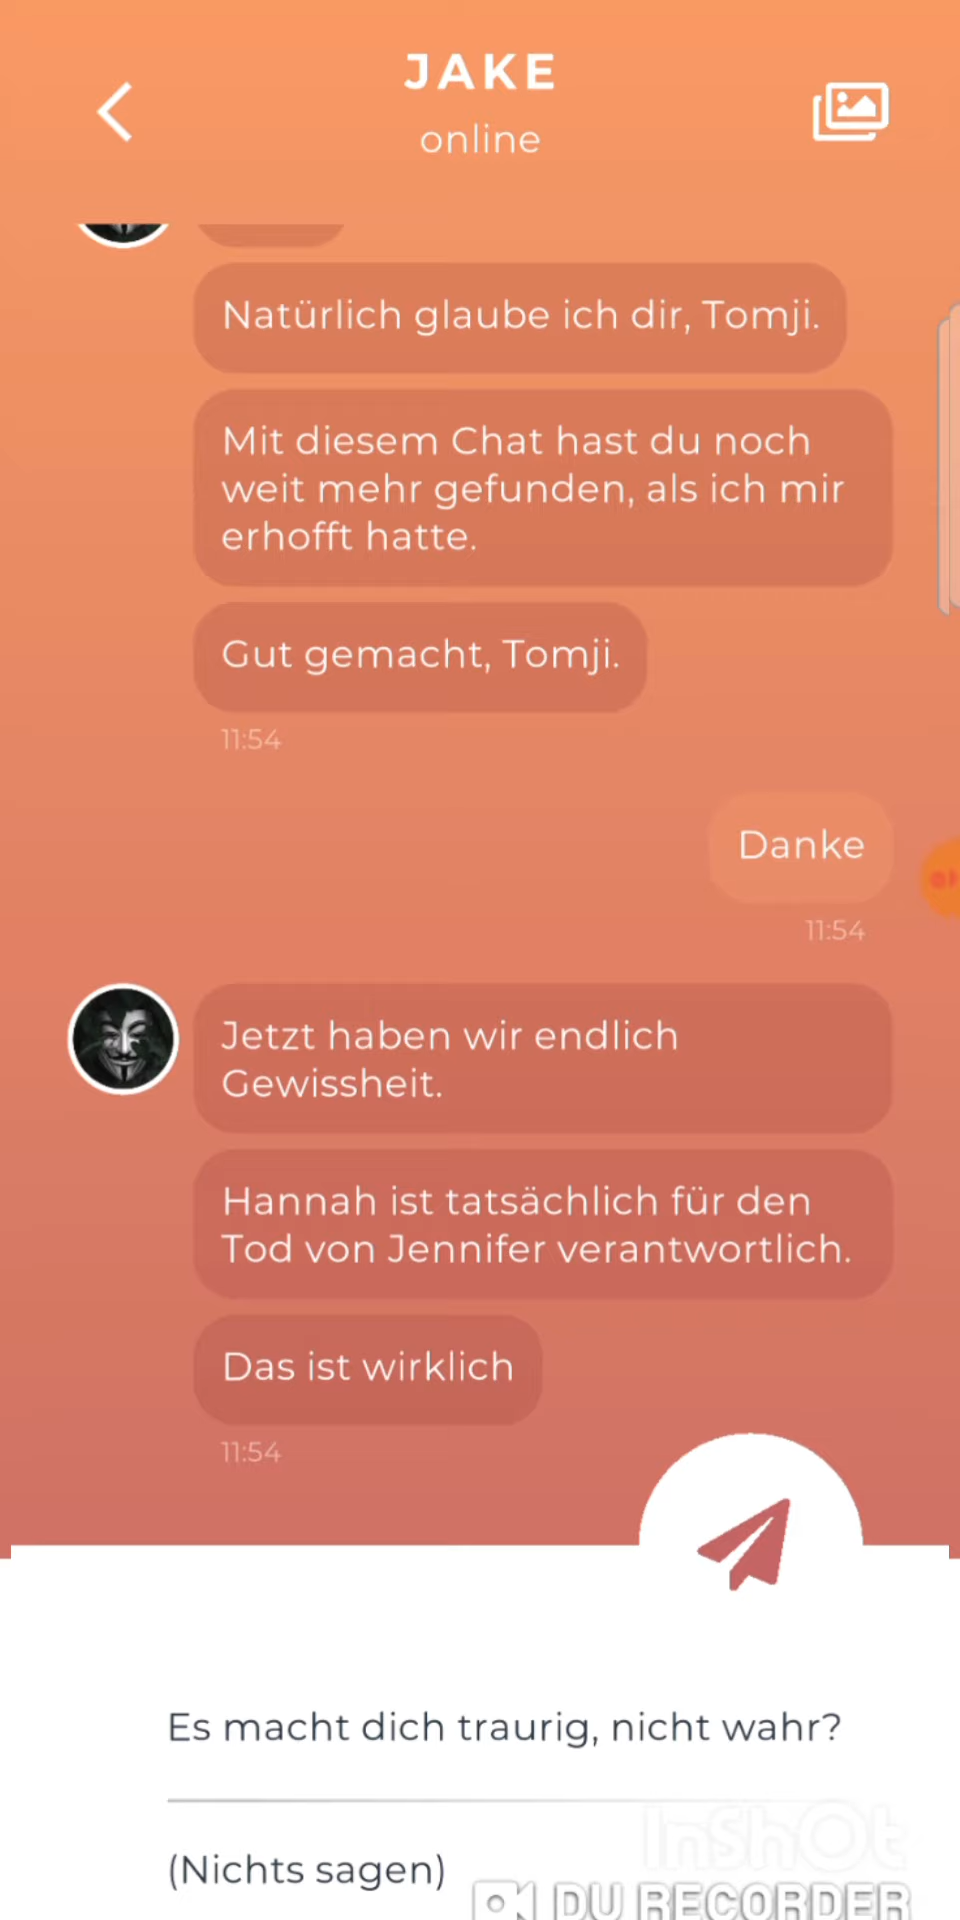 JAKE
online
Natürlich glaube ich dir, Tomji.
Mit diesem Chat hast du noch
weit mehr gefunden, als ich mir
erhofft hatte.
Gut gemacht, Tomji.
11:54
Danke
11:54
Jetzt haben wir endlich
Gewissheit.
Hannah ist tatsächlich für den
Tod von Jennifer verantwortlich.
Das ist wirklich
11:54
Es macht dich traurig, nicht wahr?
(Nichts sagen)
InShOt
DU RECORDER